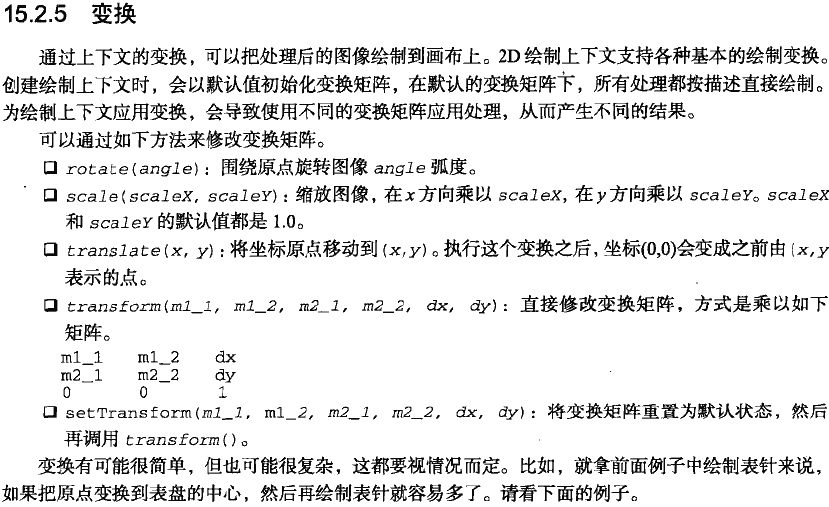 15.2.5 变换
通过上下文的变换，可以把处理后的图像绘制到画布上。2D 绘制上下文支持各种基本的绘制变换。
创建绘制上下文时，会以默认值初始化变换矩阵，在默认的变换矩阵下，所有处理都按描述直接绘制。
为绘制上下文应用变换，会导致使用不同的变换矩阵应用处理，从而产生不同的结果。
可以通过如下方法来修改变换矩阵。
❑ rotate(angle)：围绕原点旋转图像 angle 弧度。
❑ scale(scaleX, scaleY)：缩放图像，在 x 方向乘以 scaleX，在 y 方向乘以 scaleY。scaleX
和 scaleY 的默认值都是 1.0。
❑ translate(x, y)：将坐标原点移动到(x,y)。执行这个变换之后，坐标(0,0)会变成之前由(x,y
表示的点。
❑ transform(m1_1, m1_2, m2_1, m2_2, dx, dy)：直接修改变换矩阵，方式是乘以如下
矩阵。
m1_1 m1_2 dx
m2_1 m2_2 dy
0 0 1
❑ setTransform(m1_1, m1_2, m2_1, m2_2, dx, dy)：将变换矩阵重置为默认状态，然后
再调用 transform()。
变换有可能很简单，但也可能很复杂，这都要视情况而定。比如，就拿前面例子中绘制表针来说，
如果把原点变换到表盘的中心，然后再绘制表针就容易多了。请看下面的例子。